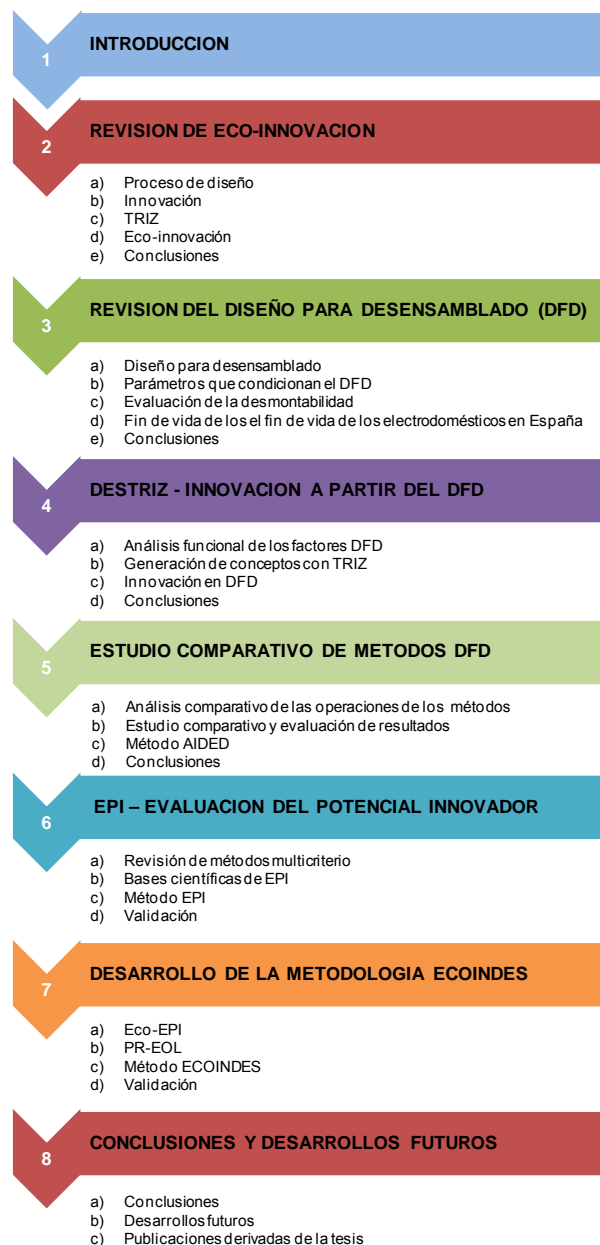 1 INTRODUCCION
2 REVISION DE ECO-INNOVACION
a) Proceso de diseño
b) Innovación
c) TRIZ
d) Eco-innovación
e) Conclusiones
3 REVISION DEL DISEÑO PARA DESENSAMBLADO (DFD)
a) Diseño para desensamblado
b) Parámetros que condicionan el DFD
c) Evaluación de la desmontabilidad
d) Fin de vida de los el fin de vida de los electrodomésticos en España
e) Conclusiones
4 DESTRIZ - INNOVACION A PARTIR DEL DFD
a) Análisis funcional de los factores DFD
b) Generación de conceptos con TRIZ
c) Innovación en DFD
d) Conclusiones
5 ESTUDIO COMPARATIVO DE METODOS DFD
a) Análisis comparativo de las operaciones de los métodos
b) Estudio comparativo y evaluación de resultados
c) Método AIDED
d) Conclusiones
6 EPI – EVALUACION DEL POTENCIAL INNOVADOR
a) Revisión de métodos multicriterio
b) Bases científicas de EPI
c) Método EPI
d) Validación
7 DESARROLLO DE LA METODOLOGIA ECOINDES
a) Eco-EPI
b) PR-EOL
c) Método ECOINDES
d) Validación
8 CONCLUSIONES Y DESARROLLOS FUTUROS
a) Conclusiones
b) Desarrollos futuros
c) Publicaciones derivadas de la tesis